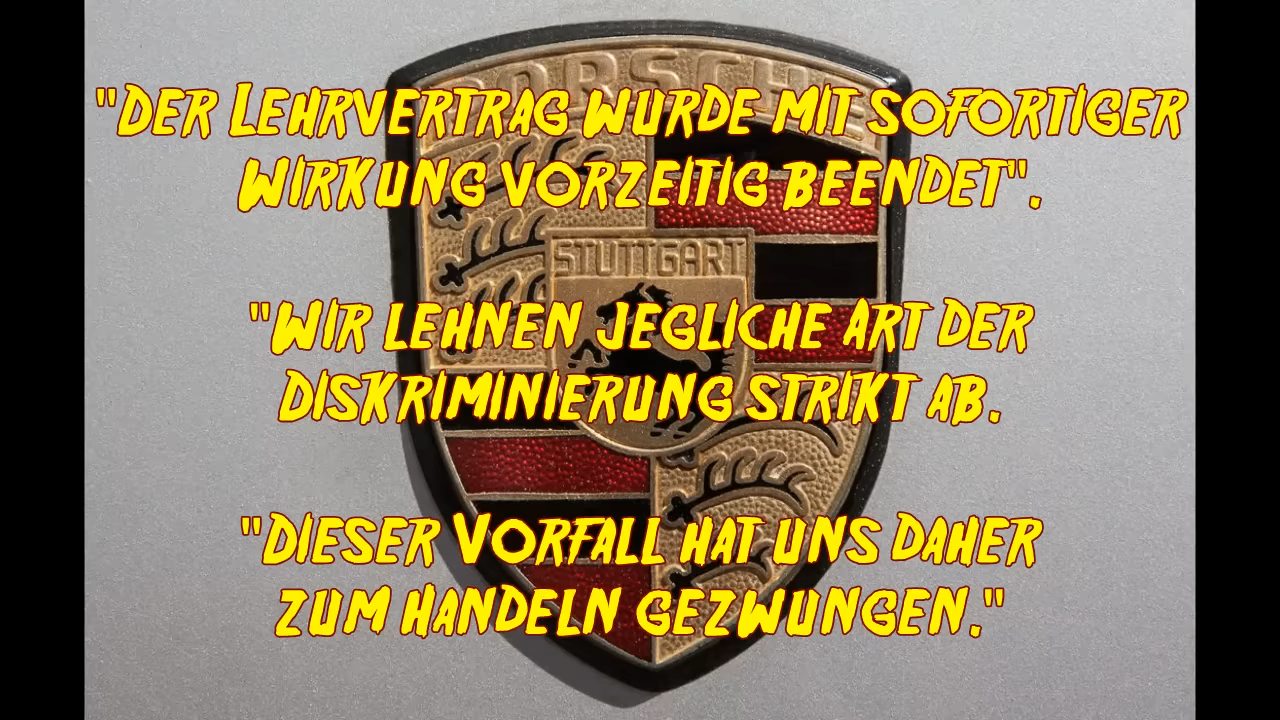 PORSCHE
"Der Lehrvertrag wurde mit sofortiger
Wirkung vorzeitig beendet".
STUTTGART
"Wir lehnen jegliche Art der
Diskriminierung strikt ab.
"Dieser Vorfall hat uns daher
zum Handeln gezwungen."